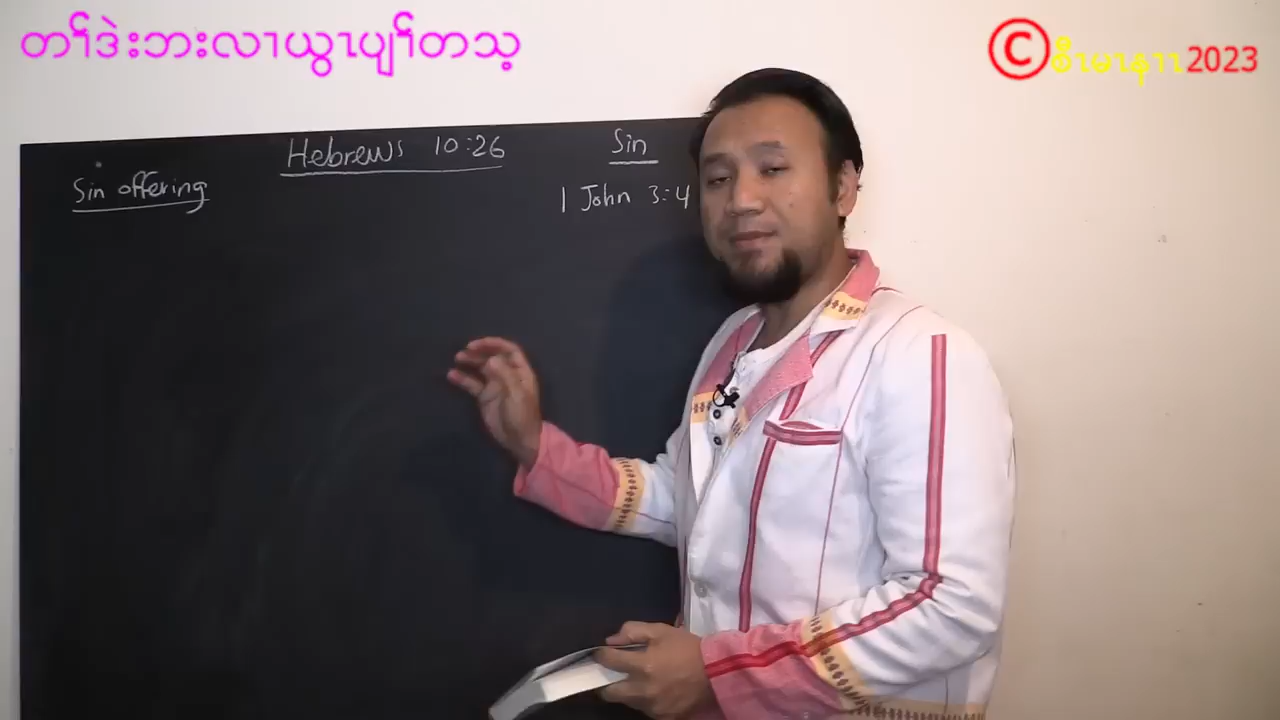 တၢ်ဒဲးဘးလၢယွၤပျၢ်တသ့
©စီၤမၤနၢၤ2023
Hebrews 10:26
Sin
Sin offering
1 John 3:4